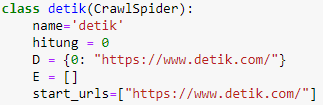 class detik(CrawlSpider):
    name='detik'
    hitung = 0
    D = {0: "https://www.detik.com/"}
    E = []
    start_urls=["https://www.detik.com/"]